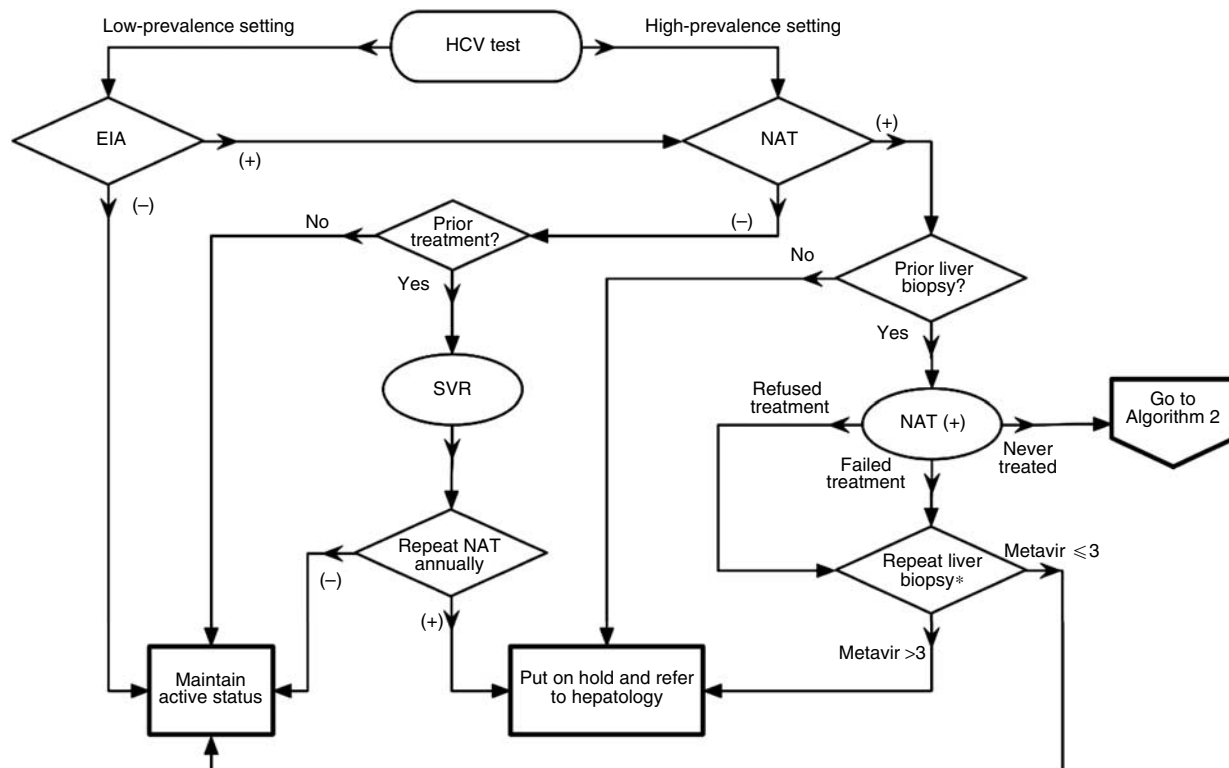 Low-prevalence setting
HCV test
High-prevalence setting
EIA
(+)
NAT
(+)
(–)
No
Prior
treatment?
(–)
Yes
No
Prior liver
biopsy?
Yes
SVR
Refused
treatment
NAT (+)
Go to
Algorithm 2
Failed
treatment
Never
treated
Repeat NAT
annually
(–)
(+)
Repeat liver
biopsy*
Metavir ⩽3
Metavir >3
Maintain
active status
Put on hold and refer
to hepatology